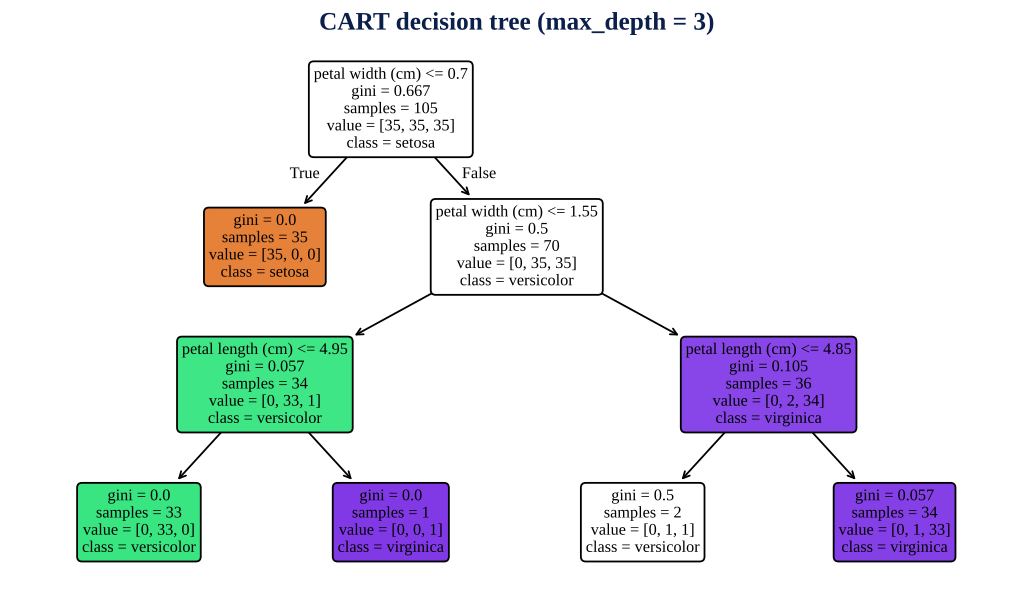 CART decision tree (max_depth = 3)
petal width (cm) <= 0.7
gini = 0.667
samples = 105
value = [35, 35, 35]
class = setosa
True
False
gini = 0.0
samples = 35
value = [35, 0, 0]
class = setosa
petal width (cm) <= 1.55
gini = 0.5
samples = 70
value = [0, 35, 35]
class = versicolor
petal length (cm) <= 4.95
gini = 0.057
samples = 34
value = [0, 33, 1]
class = versicolor
petal length (cm) <= 4.85
gini = 0.105
samples = 36
value = [0, 2, 34]
class = virginica
gini = 0.0
samples = 33
value = [0, 33, 0]
class = versicolor
gini = 0.0
samples = 1
value = [0, 0, 1]
class = virginica
gini = 0.5
samples = 2
value = [0, 1, 1]
class = versicolor
gini = 0.057
samples = 34
value = [0, 1, 33]
class = virginica